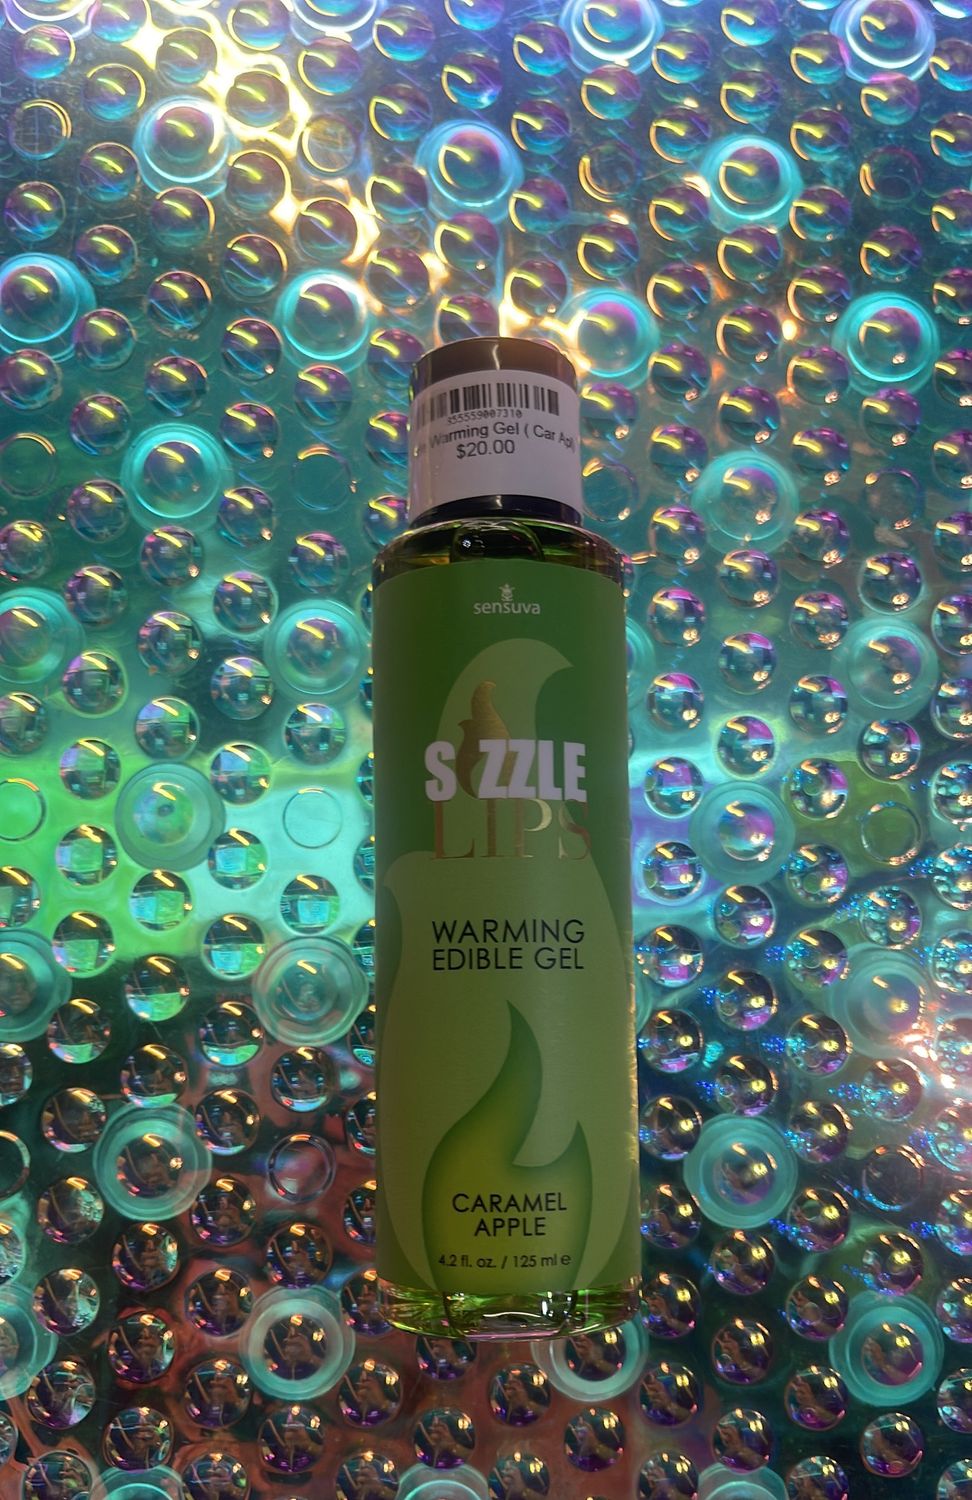 355559007310
Warming Gel ( Car Apl
$20.00
sensuva
SIZZLE
LIPS
WARMING
EDIBLE GEL
CARAMEL
APPLE
4.2 fl. oz. / 125 ml e